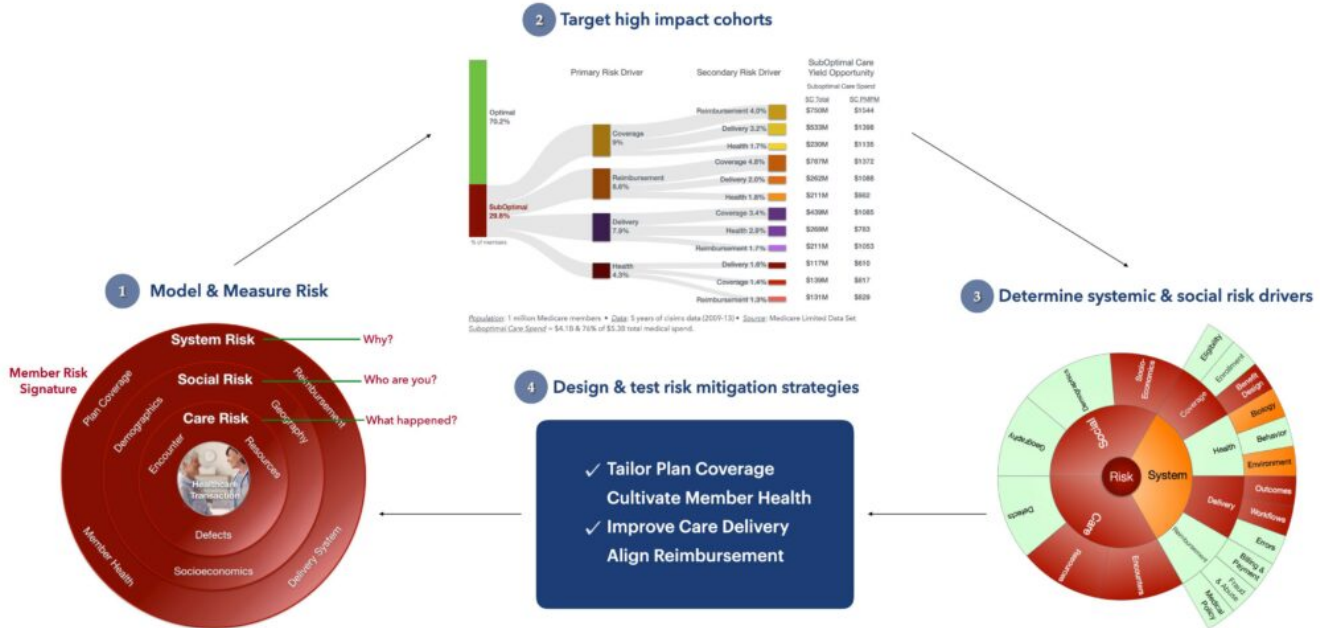 2 Target high impact cohorts
Primary Risk Driver
Secondary Risk Driver
SubOptimal Care
Yield Opportunity
Suboptimal Care Spend
SC Total SC PMPM
Optimal
70.2%
SubOptimal
29.8%
% of members
Coverage
9%
Reimbursement
8.6%
Delivery
7.9%
Health
4.3%
Reimbursement 4.0% $750M $1544
Delivery 3.2% $533M $1398
Health 1.7% $230M $1135
Coverage 4.8% $787M $1372
Delivery 2.0% $262M $1088
Health 1.8% $211M
Coverage 3.4% $439M $1085
Health 2.8% $783
Reimbursement 1.7% $211M $1053
Delivery 1.6% $117M $610
Coverage 1.4% $139M $817
Reimbursement 1.3% $131M $829
Population: 1 million Medicare members • Data: 5 years of claims data (2009-13) • Source: Medicare Limited Data Set
Suboptimal Care Spend = $4.1B & 76% of $5.3B total medical spend.
1 Model & Measure Risk
Member Risk
Signature
System Risk
Why?
Social Risk
Who are you?
Care Risk
What happened?
Plan Coverage
Reimbursement
Demographics
Geography
Encounter
Resources
Healthcare
Transaction
Defects
Socioeconomics
Member Health
Delivery System
3 Determine systemic & social risk drivers
Risk
Social
System
Care
Geography
Demographics
Socio-
Economics
Coverage
Health
Delivery
Reimbursement
Encounters
Resources
Defects
Eligibility
Enrollment
Benefit
Design
Biology
Behavior
Environment
Outcomes
Workflows
Errors
Billing &
Payment
Fraud
& Abuse
Medical
Policy
4 Design & test risk mitigation strategies
✓ Tailor Plan Coverage
Cultivate Member Health
✓ Improve Care Delivery
Align Reimbursement